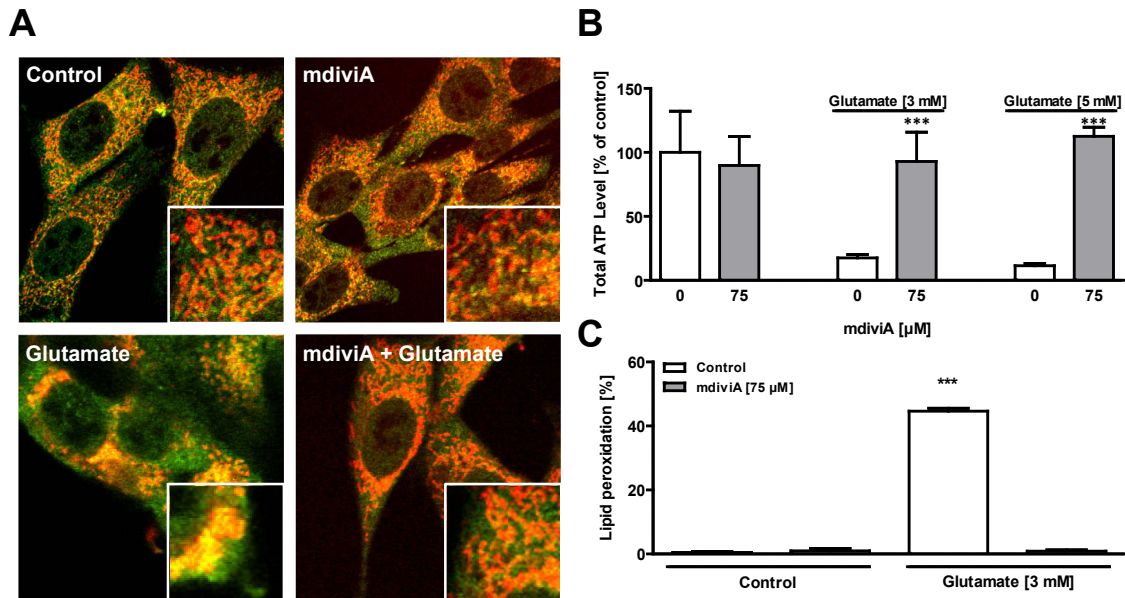 A
Control
mdiviA
Glutamate
mdiviA + Glutamate
B
Total ATP Level [% of control]
150
100
50
0
Glutamate [3 mM]
***
Glutamate [5 mM]
***
0 75 0 75 0 75
mdiviA [µM]
C
Lipid peroxidation [%]
60
40
20
0
Control
mdiviA [75 µM]
***
Control Glutamate [3 mM]